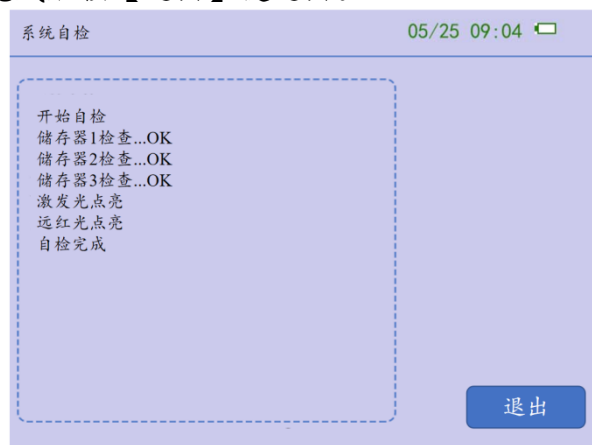 系统自检
05/25 09:04
开始自检
储存器1检查...OK
储存器2检查...OK
储存器3检查...OK
激发光点亮
远红光点亮
自检完成
退出